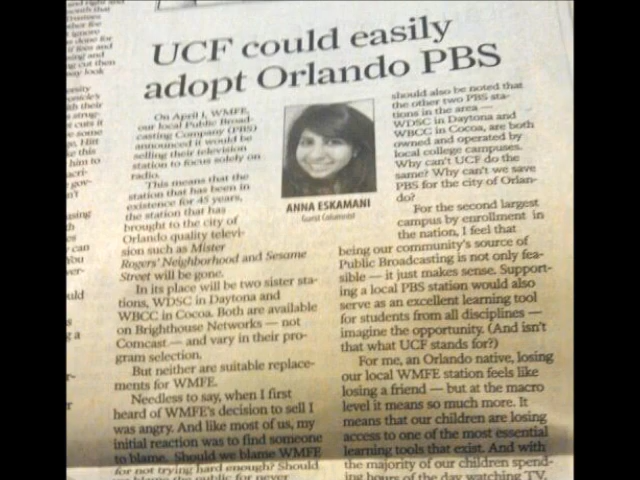 UCF could easily
adopt Orlando PBS
On April 1, WMFE,
our local Public Broad-
casting Company (PBS)
announced it would be
selling their television
station to focus solely on
radio.
This means that the
station that has been in
existence for 45 years,
the station that has
brought to the city of
Orlando quality televi-
sion such as Mister
Rogers' Neighborhood and Sesame
Street will be gone.
In its place will be two sister sta-
tions, WDSC in Daytona and
WBCC in Cocoa. Both are available
on Brighthouse Networks — not
Comcast — and vary in their pro-
gram selection.
But neither are suitable replace-
ments for WMFE.
Needless to say, when I first
heard of WMFE's decision to sell I
was angry. And like most of us, my
initial reaction was to find someone
to blame. Should we blame WMFE
for not trying hard enough? Should
we blame the public for never
ANNA ESKAMANI
Guest Columnist
should also be noted that
the other two PBS sta-
tions in the area —
WDSC in Daytona and
WBCC in Cocoa, are both
owned and operated by
local college campuses.
Why can't UCF do the
same? Why can't we save
PBS for the city of Orlan-
do?
For the second largest
campus by enrollment in
the nation, I feel that
being our community's source of
Public Broadcasting is not only fea-
sible — it just makes sense. Support-
ing a local PBS station would also
serve as an excellent learning tool
for students from all disciplines —
imagine the opportunity. (And isn't
that what UCF stands for?)
For me, an Orlando native, losing
our local WMFE station feels like
losing a friend — but at the macro
level it means so much more. It
means that our children are losing
access to one of the most essential
learning tools that exist. And with
the majority of our children spend-
ing hours of the day watching TV,